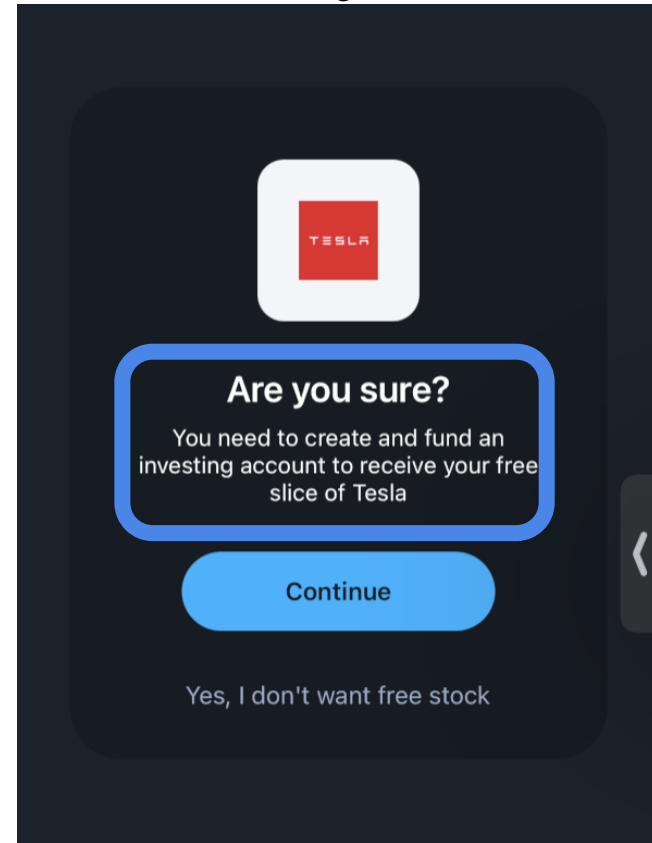 TESLA
Are you sure?
You need to create and fund an
investing account to receive your free
slice of Tesla
Continue
Yes, I don't want free stock